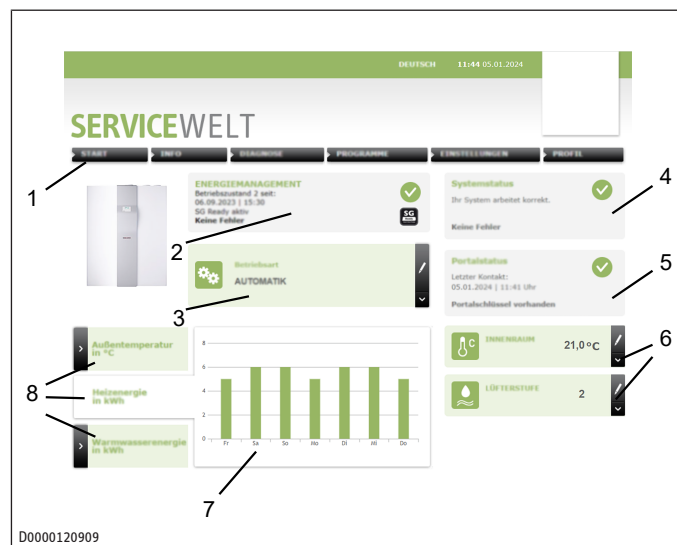 DEUTSCH 11:44 05.01.2024
SERVICEWELT
START INFO DIAGNOSE PROGRAMME EINSTELLUNGEN PROFIL
1
ENERGIEMANAGEMENT
Betriebszustand 2 seit:
06.09.2023 | 15:30
SG Ready aktiv
Keine Fehler
SG
2
Systemstatus
Ihr System arbeitet korrekt.
Keine Fehler
4
Betriebsart
AUTOMATIK
3
Portalstatus
Letzter Kontakt:
05.01.2024 | 11:41 Uhr
Portalschlüssel vorhanden
5
°C
INNENRAUM
21,0 °C
LÜFTERSTUFE
2
6
Außentemperatur
in °C
Heizenergie
in kWh
Warmwasserenergie
in kWh
8
8
6
4
2
0
Fr Sa So Mo Di Mi Do
7
D0000120909